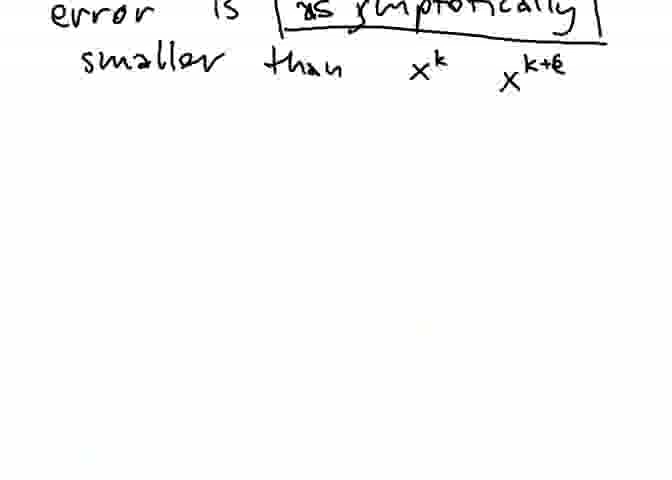 error is asymptotically
smaller than x^k x^{k+ε}